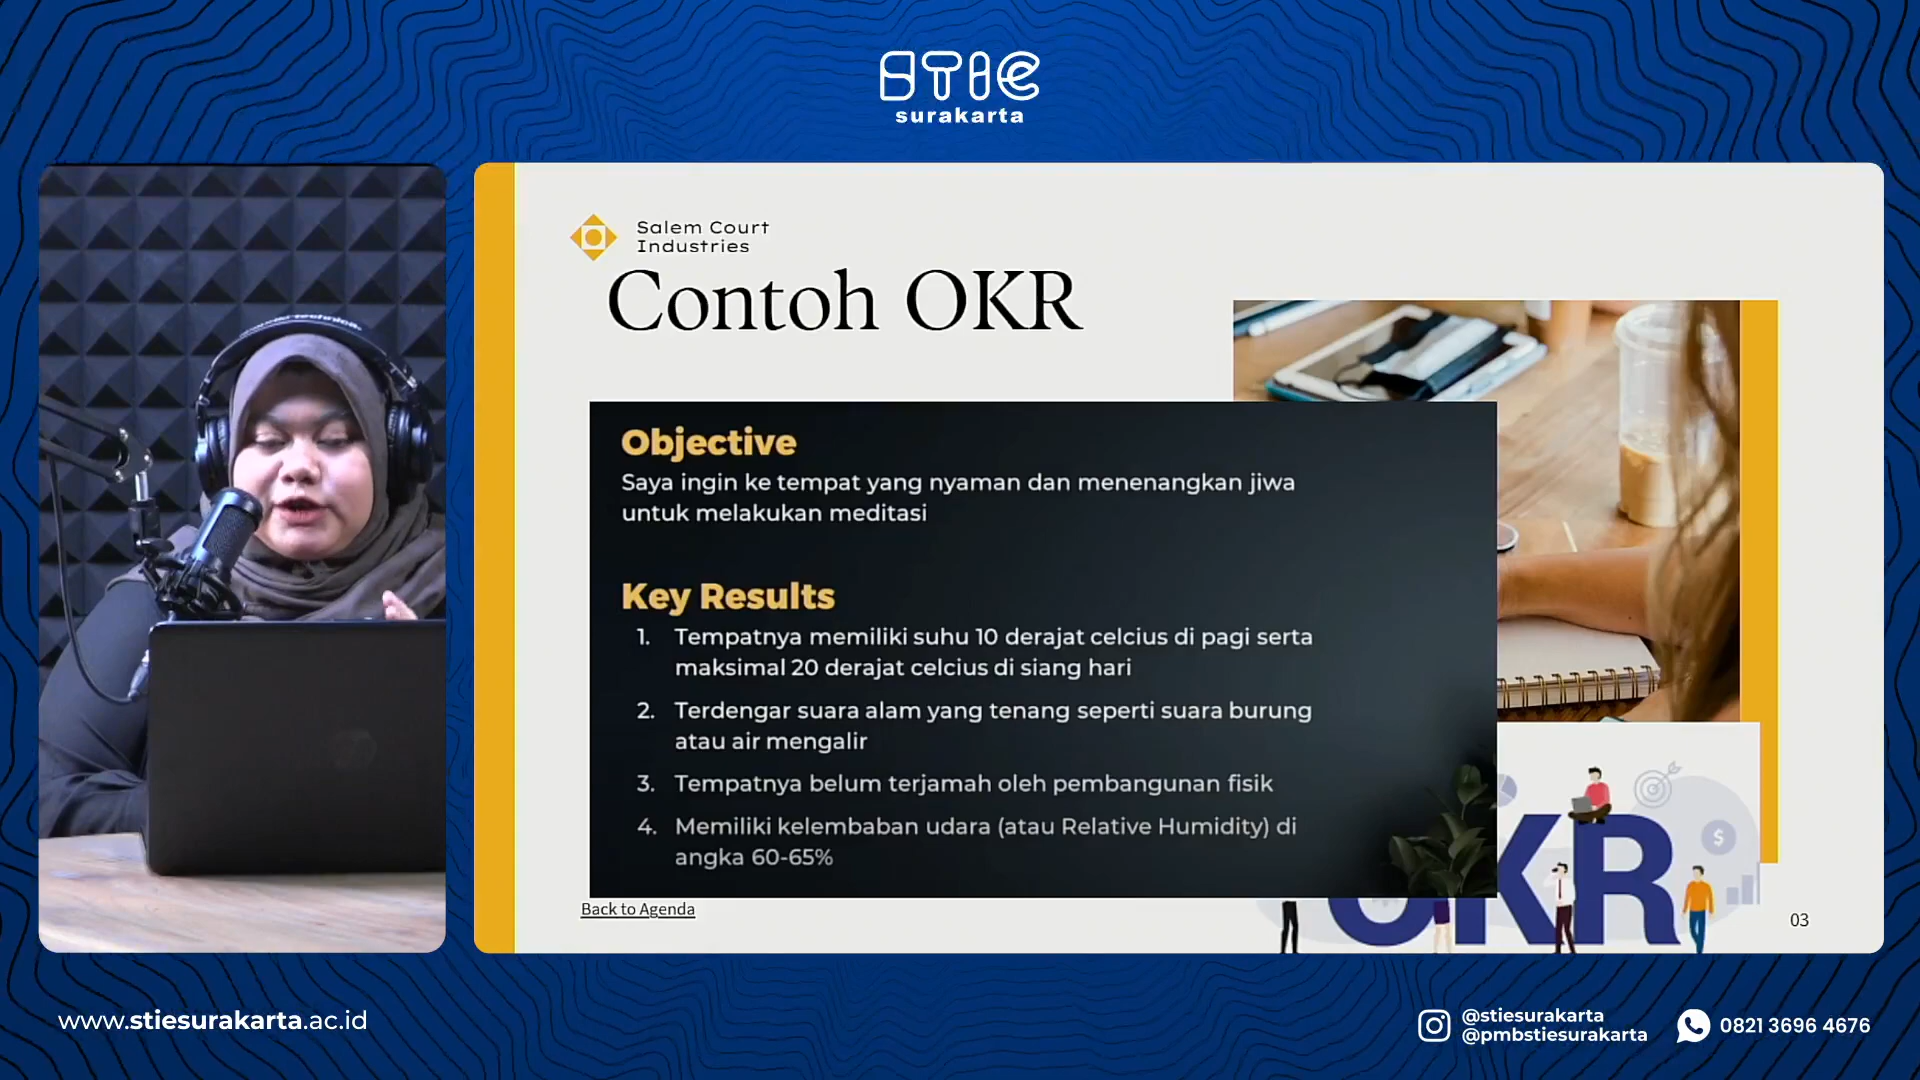 STIE
surakarta
Salem Court
Industries
Contoh OKR
Objective
Saya ingin ke tempat yang nyaman dan menenangkan jiwa
untuk melakukan meditasi
Key Results
1. Tempatnya memiliki suhu 10 derajat celcius di pagi serta
maksimal 20 derajat celcius di siang hari
2. Terdengar suara alam yang tenang seperti suara burung
atau air mengalir
3. Tempatnya belum terjamah oleh pembangunan fisik
4. Memiliki kelembaban udara (atau Relative Humidity) di
angka 60-65%
$
OKR
Back to Agenda
03
www.stiesurakarta.ac.id
@stiesurakarta
@pmbstiesurakarta
0821 3696 4676